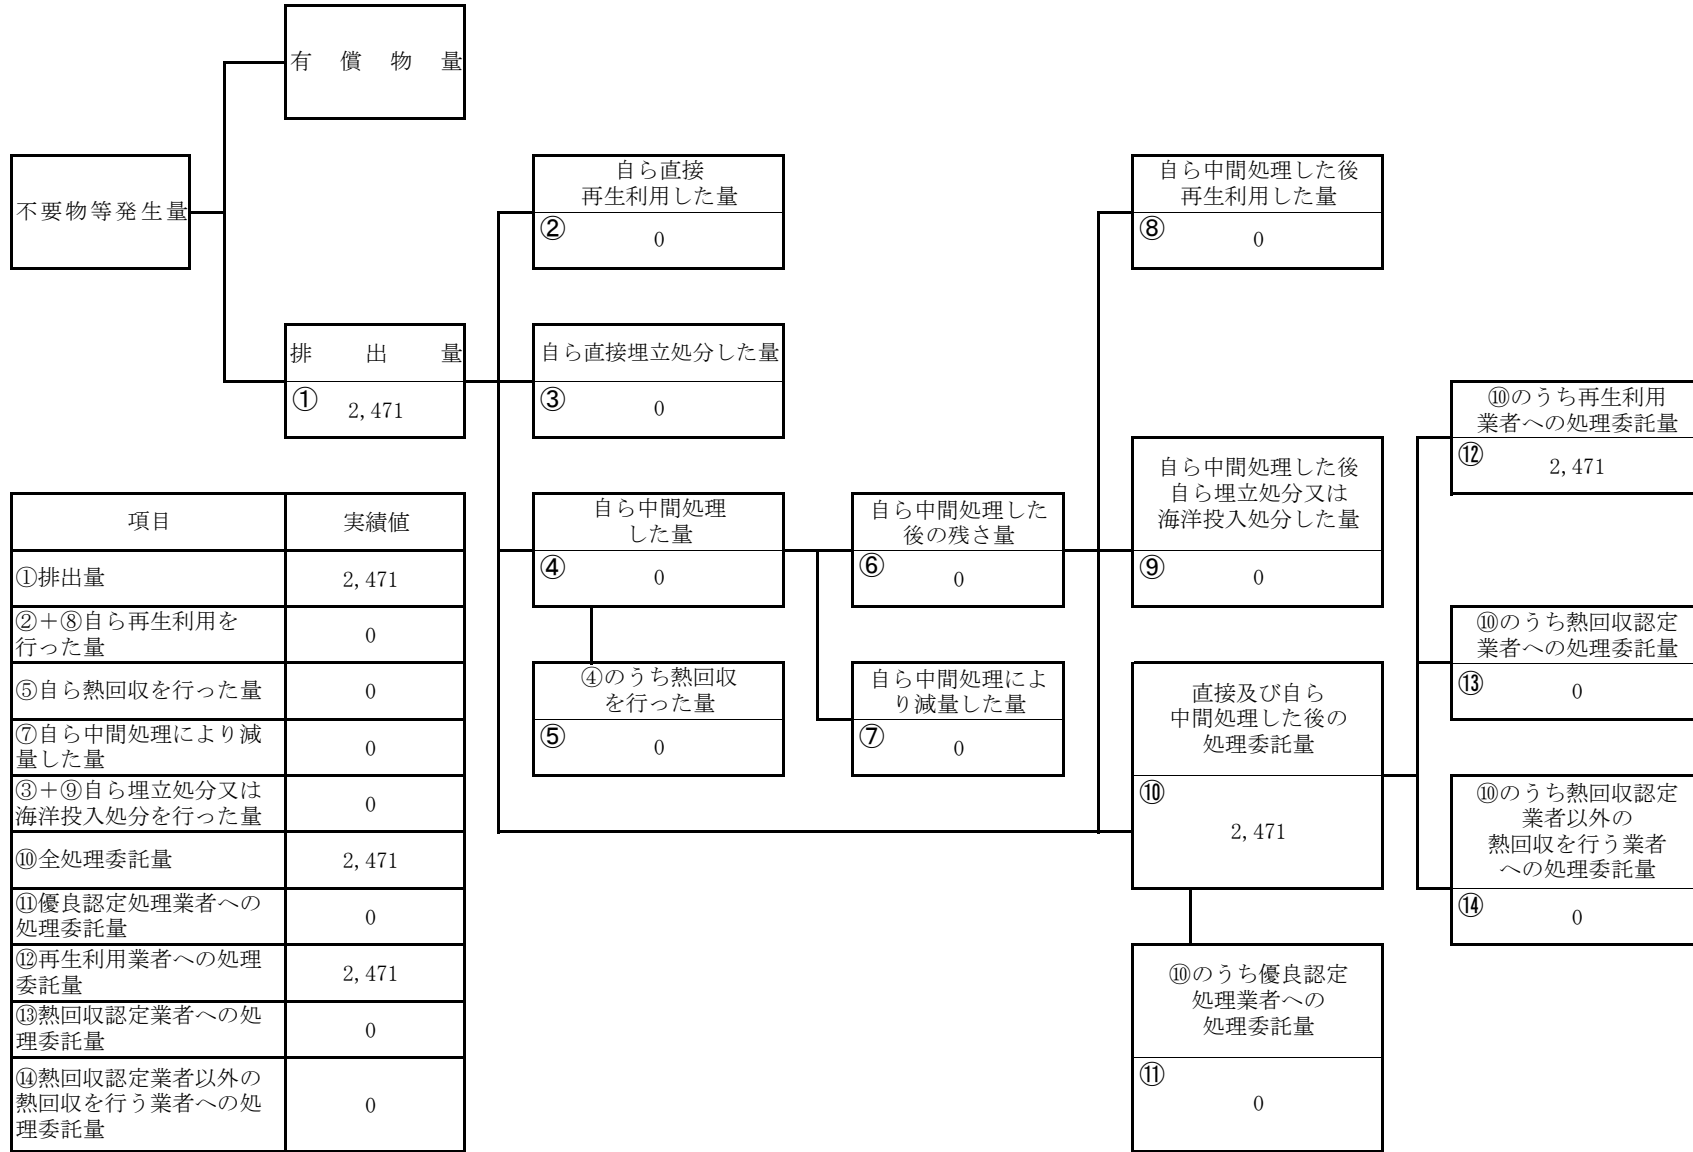 有償物量
不要物等発生量
排出量
①
2,471
自ら直接
再生利用した量
②
0
自ら直接埋立処分した量
③
0
自ら中間処理
した量
④
0
④のうち熱回収
を行った量
⑤
0
自ら中間処理した
後の残さ量
⑥
0
自ら中間処理によ
り減量した量
⑦
0
自ら中間処理した後
再生利用した量
⑧
0
自ら中間処理した後
自ら埋立処分又は
海洋投入処分した量
⑨
0
直接及び自ら
中間処理した後の
処理委託量
⑩
2,471
⑩のうち優良認定
処理業者への
処理委託量
⑪
0
⑩のうち再生利用
業者への処理委託量
⑫
2,471
⑩のうち熱回収認定
業者への処理委託量
⑬
0
⑩のうち熱回収認定
業者以外の
熱回収を行う業者
への処理委託量
⑭
0
項目 実績値
①排出量 2,471
②＋⑧自ら再生利用を
行った量
0
⑤自ら熱回収を行った量 0
⑦自ら中間処理により減
量した量
0
③＋⑨自ら埋立処分又は
海洋投入処分を行った量
0
⑩全処理委託量 2,471
⑪優良認定処理業者への
処理委託量
0
⑫再生利用業者への処理
委託量
2,471
⑬熱回収認定業者への処
理委託量
0
⑭熱回収認定業者以外の
熱回収を行う業者への処
理委託量
0